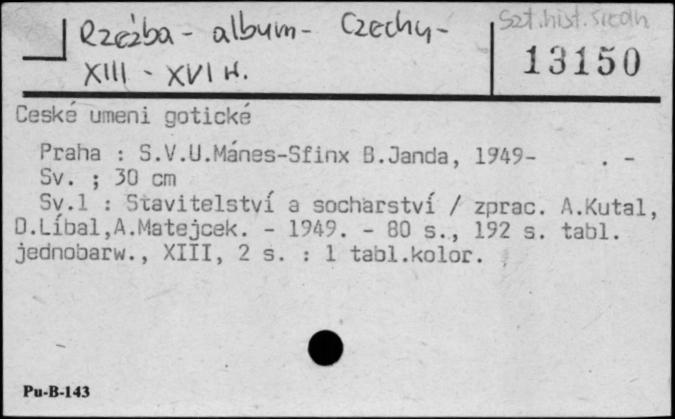 Rzeźba - album - Czechy -
Szt. hist. średn
XIII - XVI w.
13150
Ceské umeni gotické
Praha : S.V.U.Mánes-Sfinx B.Janda, 1949- . -
Sv. ; 30 cm
Sv.1 : Stavitelství a socharství / zprac. A.Kutal,
D.Líbal,A.Matejcek. - 1949. - 80 s., 192 s. tabl.
jednobarw., XIII, 2 s. : 1 tabl.kolor.
Pu-B-143